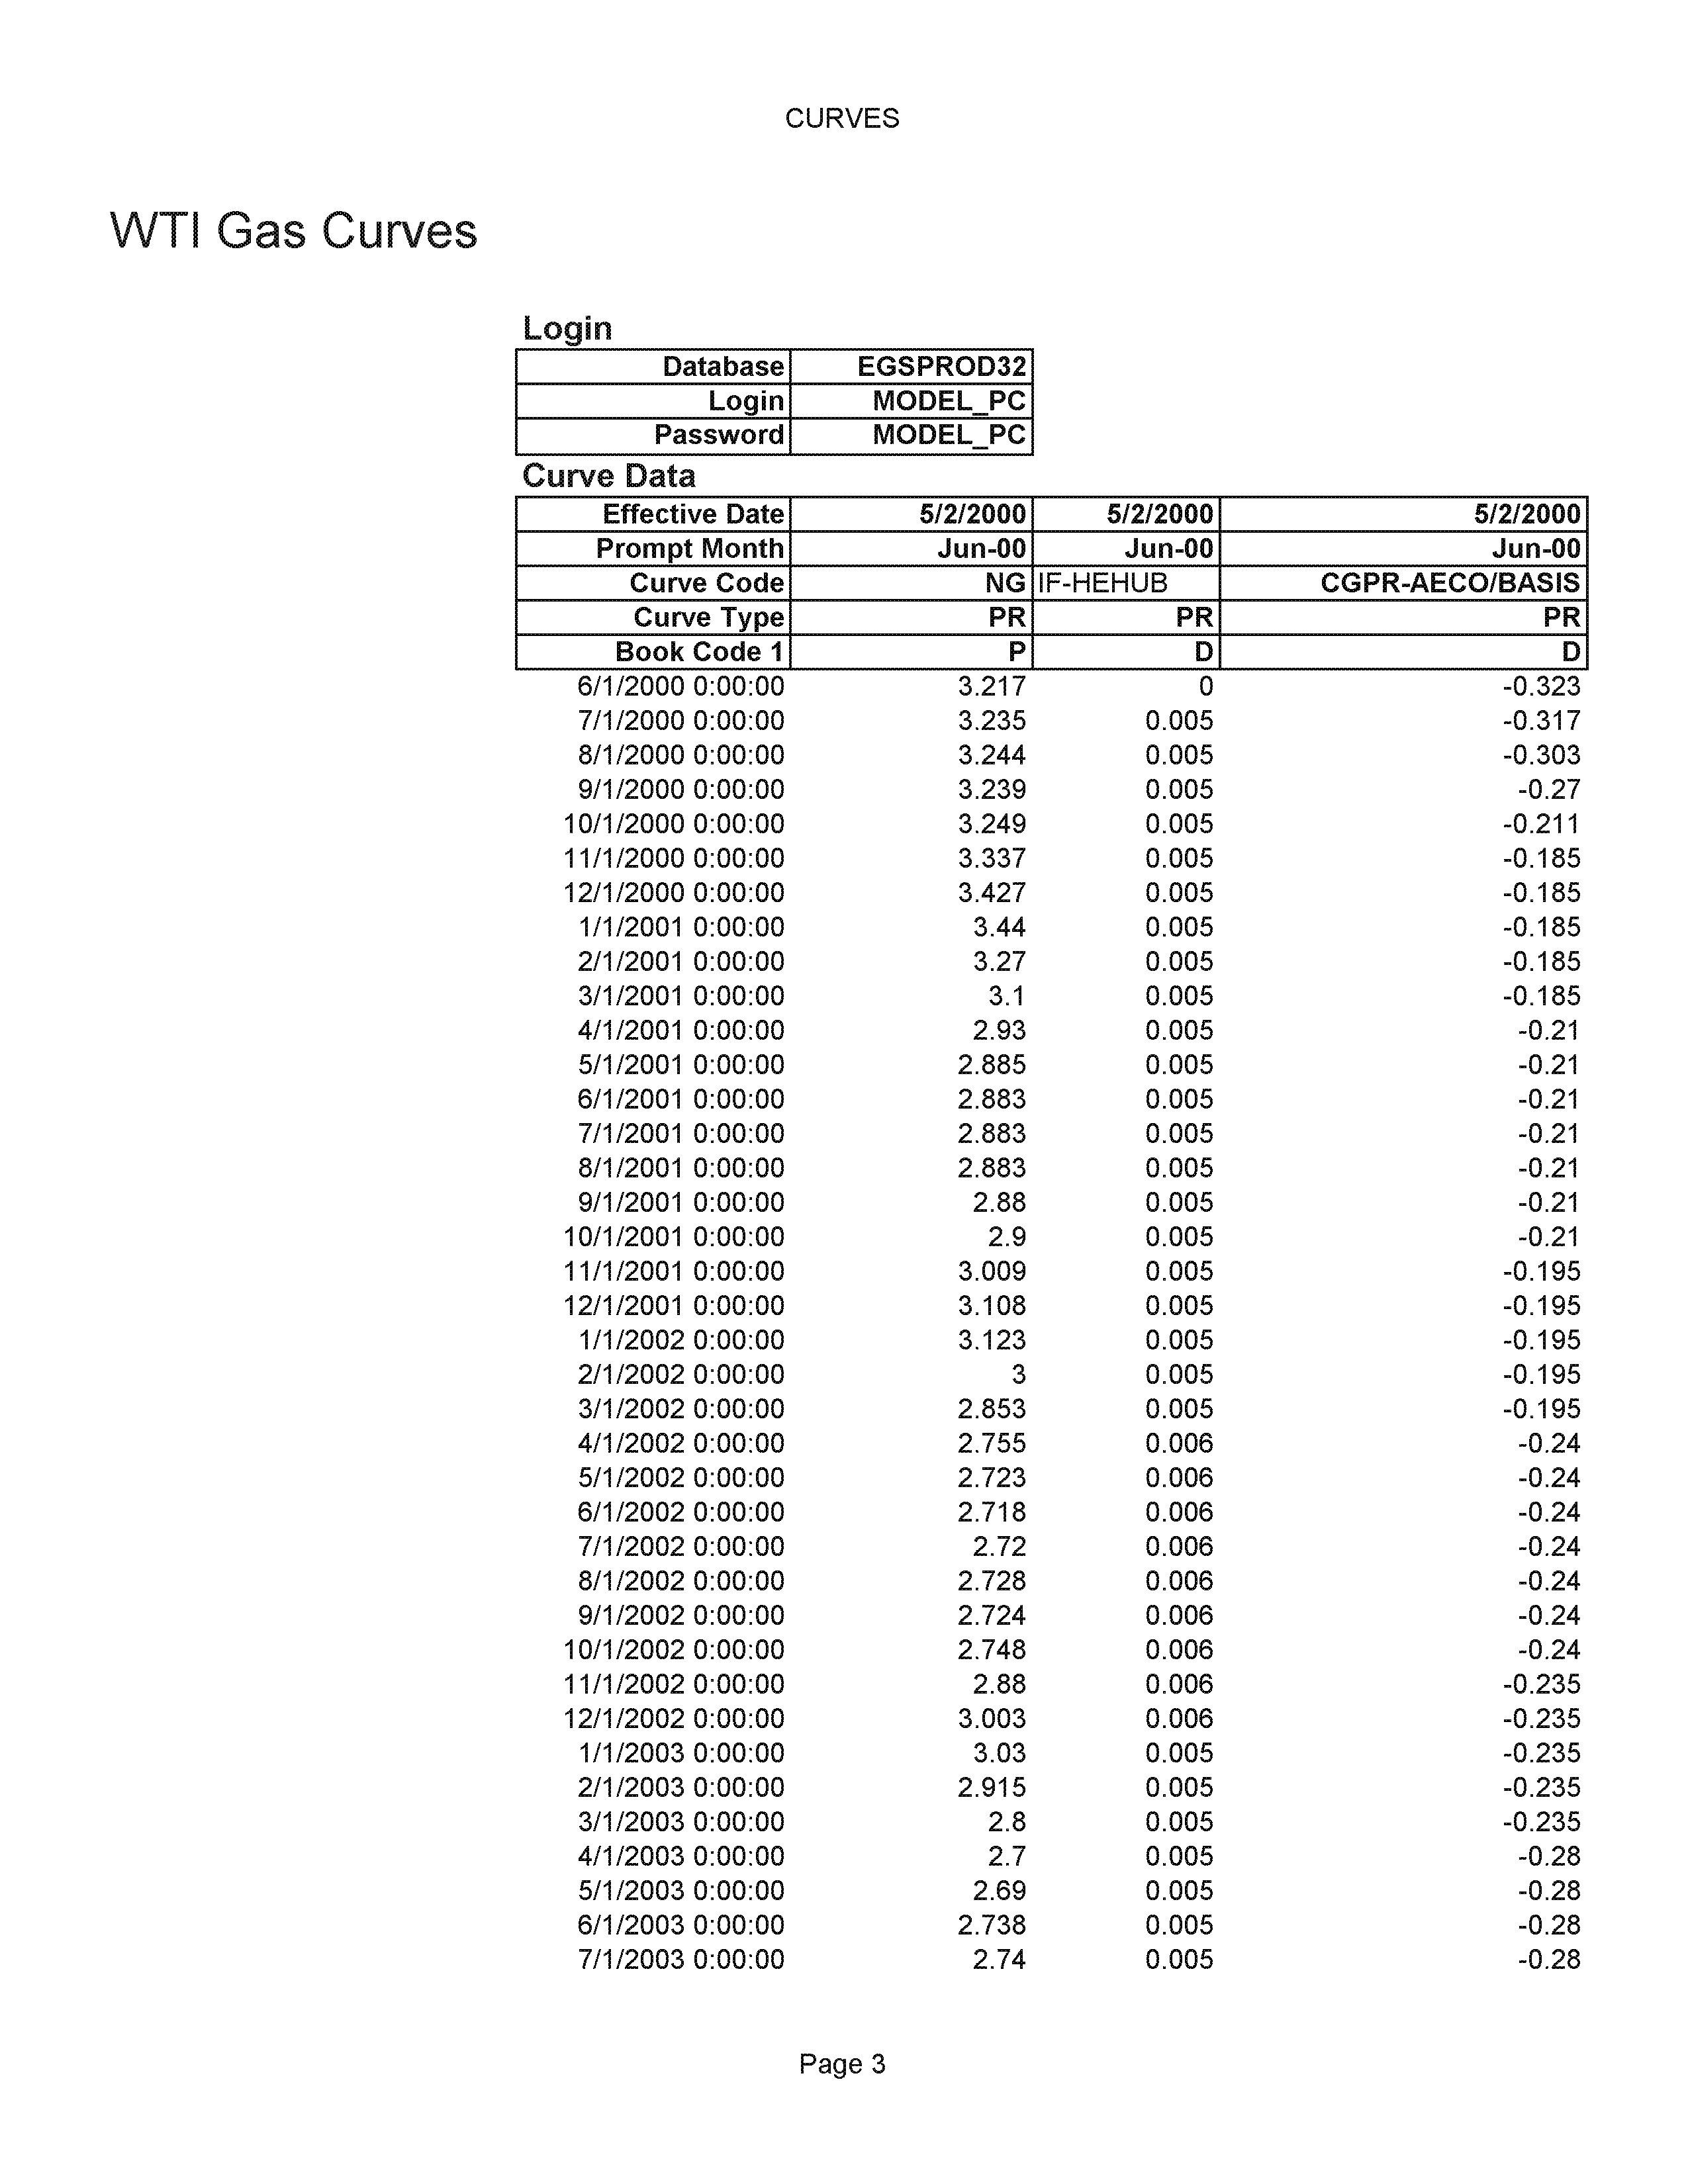 CURVES
WTI Gas Curves
Login
Database EGSPROD32
Login MODEL_PC
Password MODEL_PC
Curve Data
Effective Date 5/2/2000 5/2/2000 5/2/2000
Prompt Month Jun-00 Jun-00 Jun-00
Curve Code NG IF-HEHUB CGPR-AECO/BASIS
Curve Type PR PR PR
Book Code 1 P D D
6/1/2000 0:00:00 3.217 0 -0.323
7/1/2000 0:00:00 3.235 0.005 -0.317
8/1/2000 0:00:00 3.244 0.005 -0.303
9/1/2000 0:00:00 3.239 0.005 -0.27
10/1/2000 0:00:00 3.249 0.005 -0.211
11/1/2000 0:00:00 3.337 0.005 -0.185
12/1/2000 0:00:00 3.427 0.005 -0.185
1/1/2001 0:00:00 3.44 0.005 -0.185
2/1/2001 0:00:00 3.27 0.005 -0.185
3/1/2001 0:00:00 3.1 0.005 -0.185
4/1/2001 0:00:00 2.93 0.005 -0.21
5/1/2001 0:00:00 2.885 0.005 -0.21
6/1/2001 0:00:00 2.883 0.005 -0.21
7/1/2001 0:00:00 2.883 0.005 -0.21
8/1/2001 0:00:00 2.883 0.005 -0.21
9/1/2001 0:00:00 2.88 0.005 -0.21
10/1/2001 0:00:00 2.9 0.005 -0.21
11/1/2001 0:00:00 3.009 0.005 -0.195
12/1/2001 0:00:00 3.108 0.005 -0.195
1/1/2002 0:00:00 3.123 0.005 -0.195
2/1/2002 0:00:00 3 0.005 -0.195
3/1/2002 0:00:00 2.853 0.005 -0.195
4/1/2002 0:00:00 2.755 0.006 -0.24
5/1/2002 0:00:00 2.723 0.006 -0.24
6/1/2002 0:00:00 2.718 0.006 -0.24
7/1/2002 0:00:00 2.72 0.006 -0.24
8/1/2002 0:00:00 2.728 0.006 -0.24
9/1/2002 0:00:00 2.724 0.006 -0.24
10/1/2002 0:00:00 2.748 0.006 -0.24
11/1/2002 0:00:00 2.88 0.006 -0.235
12/1/2002 0:00:00 3.003 0.006 -0.235
1/1/2003 0:00:00 3.03 0.005 -0.235
2/1/2003 0:00:00 2.915 0.005 -0.235
3/1/2003 0:00:00 2.8 0.005 -0.235
4/1/2003 0:00:00 2.7 0.005 -0.28
5/1/2003 0:00:00 2.69 0.005 -0.28
6/1/2003 0:00:00 2.738 0.005 -0.28
7/1/2003 0:00:00 2.74 0.005 -0.28
Page 3